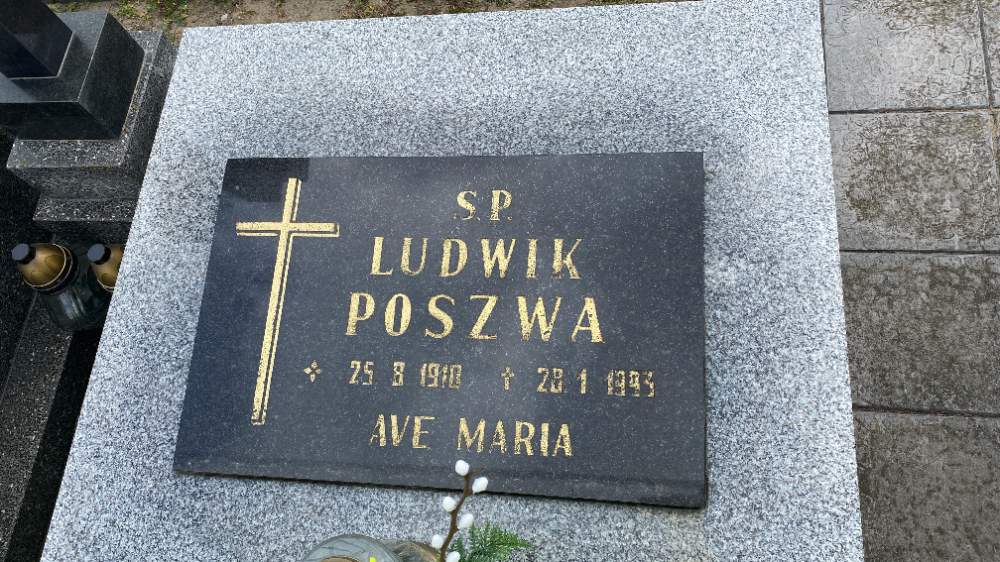 S.P.
LUDWIK
POSZWA
25 8 1910 † 28 1 1993
AVE MARIA